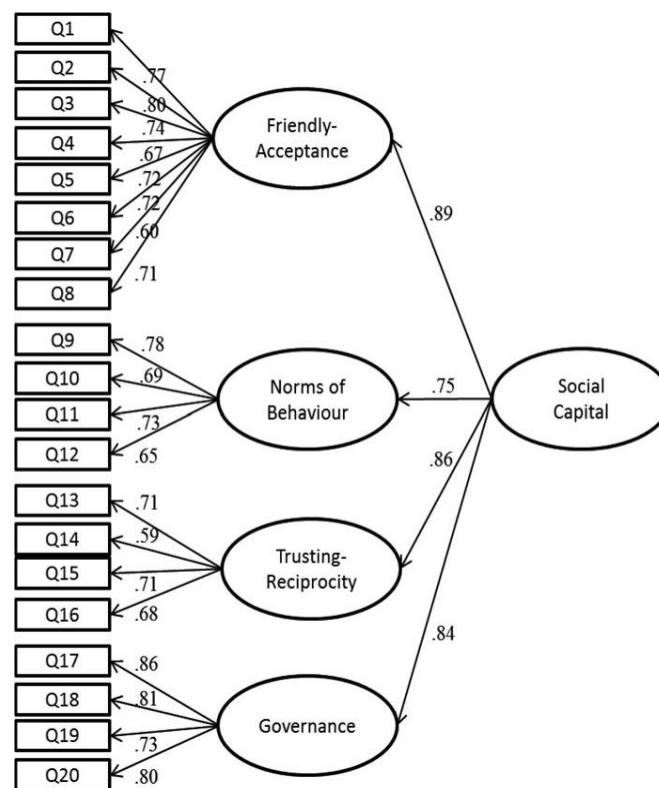 Q1
Q2
Q3
Q4
Q5
Q6
Q7
Q8
.77
.80
.74
.67
.72
.72
.60
.71
Friendly-
Acceptance
.89
Q9
Q10
Q11
Q12
.78
.69
.73
.65
Norms of
Behaviour
.75
Social
Capital
Q13
Q14
Q15
Q16
.71
.59
.71
.68
Trusting-
Reciprocity
.86
Q17
Q18
Q19
Q20
.86
.81
.73
.80
Governance
.84